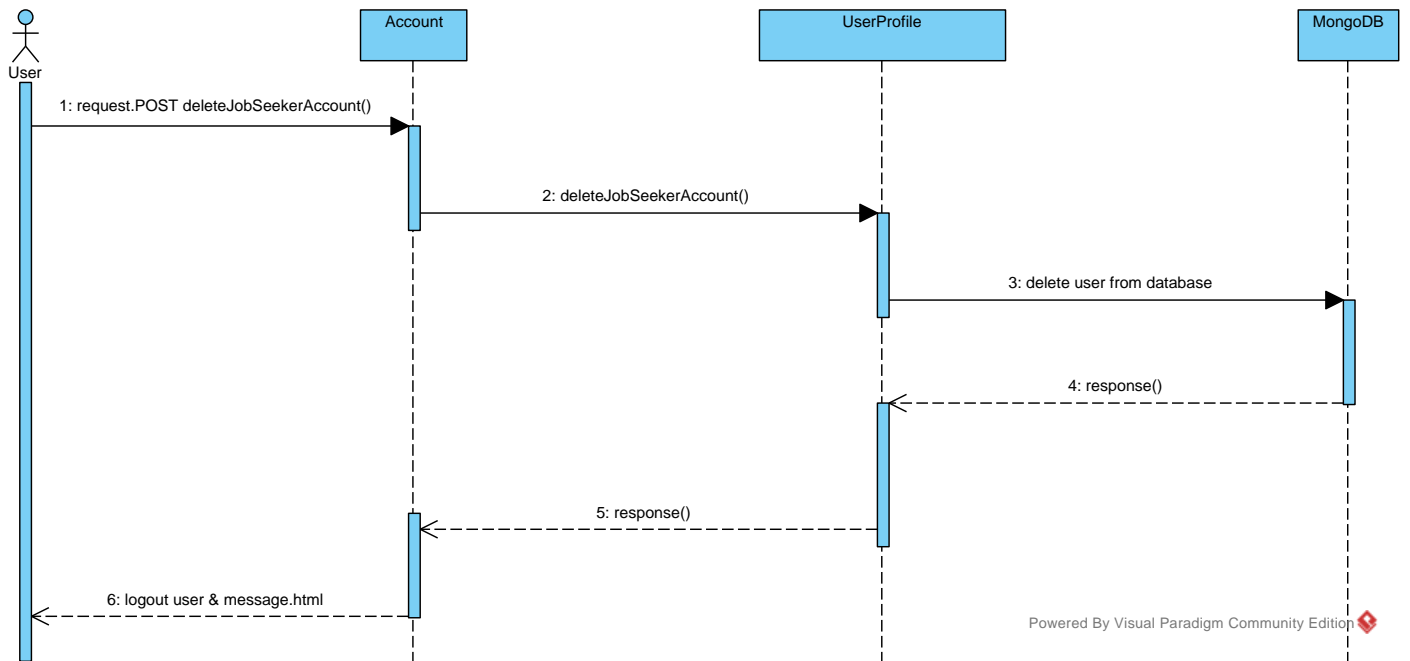 Account
UserProfile
MongoDB
User
1: request.POST deleteJobSeekerAccount()
2: deleteJobSeekerAccount()
3: delete user from database
4: response()
5: response()
6: logout user & message.html
Powered By Visual Paradigm Community Edition